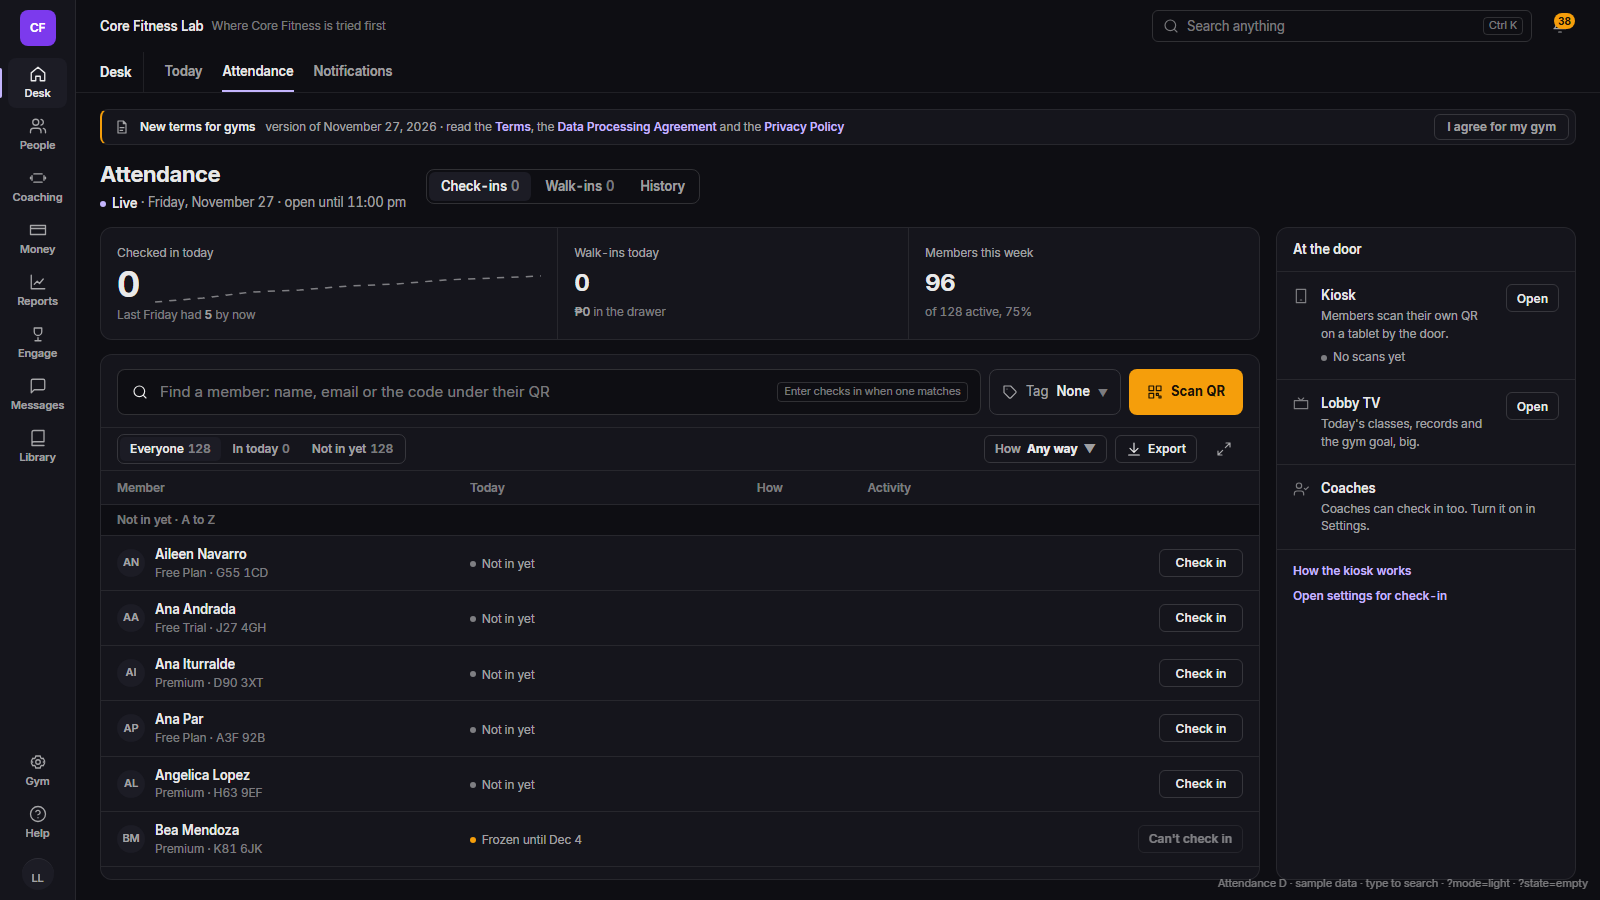 CF
Core Fitness Lab Where Core Fitness is tried first
Search anything Ctrl K
38
Desk
People
Coaching
Money
Reports
Engage
Messages
Library
Gym
Help
LL
Desk Today Attendance Notifications
New terms for gyms version of November 27, 2026 · read the Terms, the Data Processing Agreement and the Privacy Policy
I agree for my gym
Attendance
Live · Friday, November 27 · open until 11:00 pm
Check-ins 0 Walk-ins 0 History
Checked in today
0
Last Friday had 5 by now
Walk-ins today
0
₱0 in the drawer
Members this week
96
of 128 active, 75%
Find a member: name, email or the code under their QR
Enter checks in when one matches
Tag None
Scan QR
Everyone 128 In today 0 Not in yet 128
How Any way
Export
Member Today How Activity
Not in yet · A to Z
AN Aileen Navarro
Free Plan · G55 1CD
Not in yet
Check in
AA Ana Andrada
Free Trial · J27 4GH
Not in yet
Check in
AI Ana Iturralde
Premium · D90 3XT
Not in yet
Check in
AP Ana Par
Free Plan · A3F 92B
Not in yet
Check in
AL Angelica Lopez
Premium · H63 9EF
Not in yet
Check in
BM Bea Mendoza
Premium · K81 6JK
Frozen until Dec 4
Can't check in
At the door
Kiosk
Members scan their own QR
on a tablet by the door.
No scans yet
Open
Lobby TV
Today's classes, records and
the gym goal, big.
Open
Coaches
Coaches can check in too. Turn it on in
Settings.
How the kiosk works
Open settings for check-in
Attendance D · sample data · type to search · ?mode=light · ?state=empty